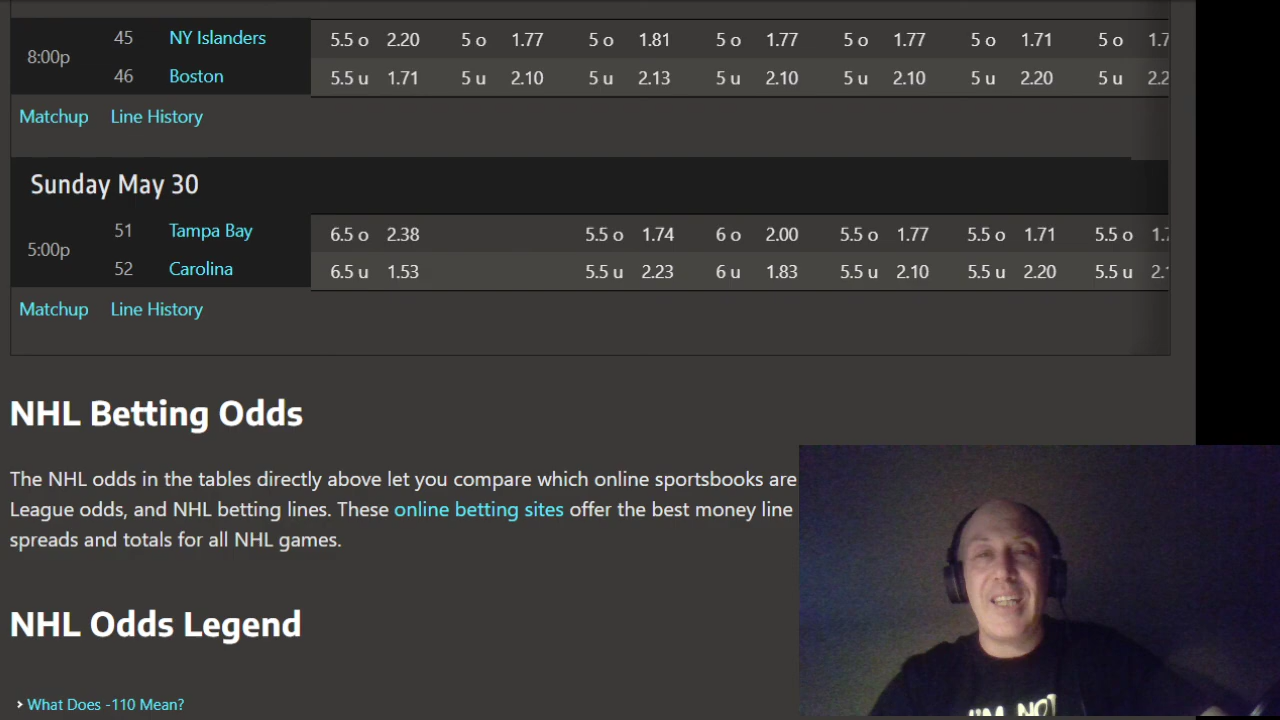 8:00p
45 NY Islanders 5.5 o 2.20 5 o 1.77 5 o 1.81 5 o 1.77 5 o 1.77 5 o 1.71 5 o
46 Boston 5.5 u 1.71 5 u 2.10 5 u 2.13 5 u 2.10 5 u 2.10 5 u 2.20 5 u
Matchup Line History
Sunday May 30
5:00p
51 Tampa Bay 6.5 o 2.38 5.5 o 1.74 6 o 2.00 5.5 o 1.77 5.5 o 1.71 5.5 o
52 Carolina 6.5 u 1.53 5.5 u 2.23 6 u 1.83 5.5 u 2.10 5.5 u 2.20 5.5 u
Matchup Line History
NHL Betting Odds
The NHL odds in the tables directly above let you compare which online sportsbooks are
League odds, and NHL betting lines. These online betting sites offer the best money line
spreads and totals for all NHL games.
NHL Odds Legend
What Does -110 Mean?
I'M NOT